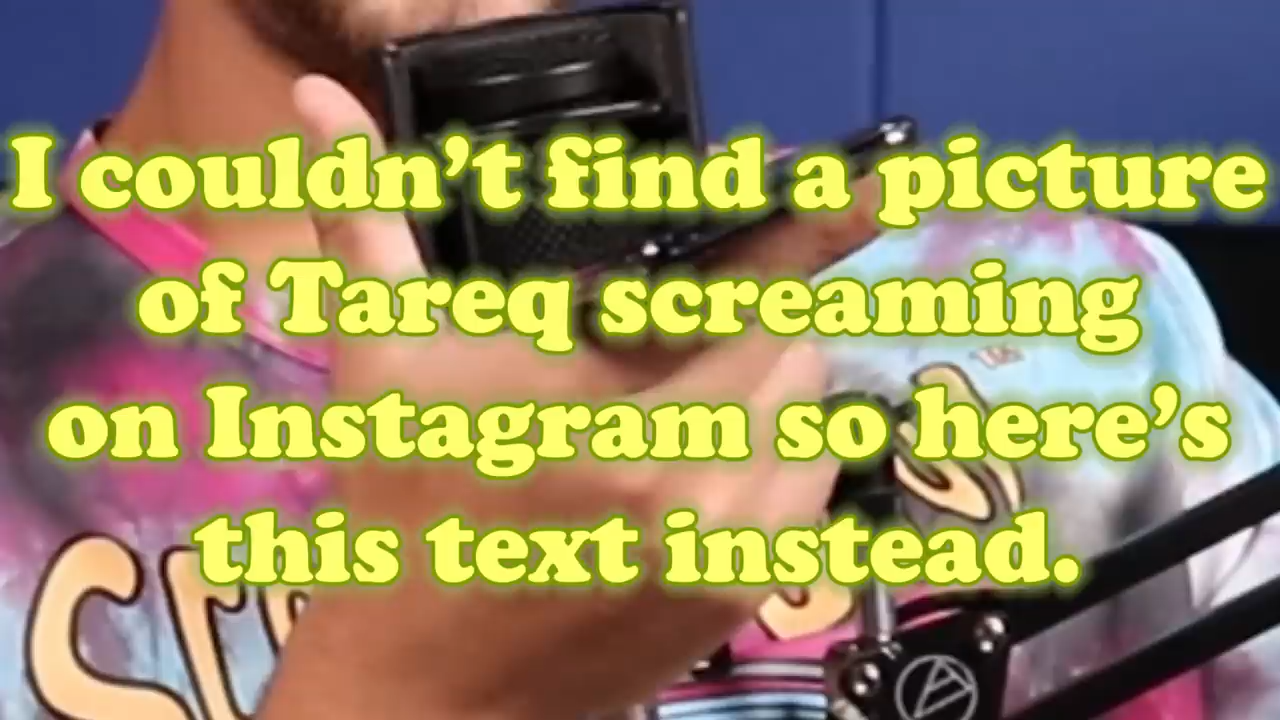 I couldn’t find a picture
of Tareq screaming
on Instagram so here’s
this text instead.